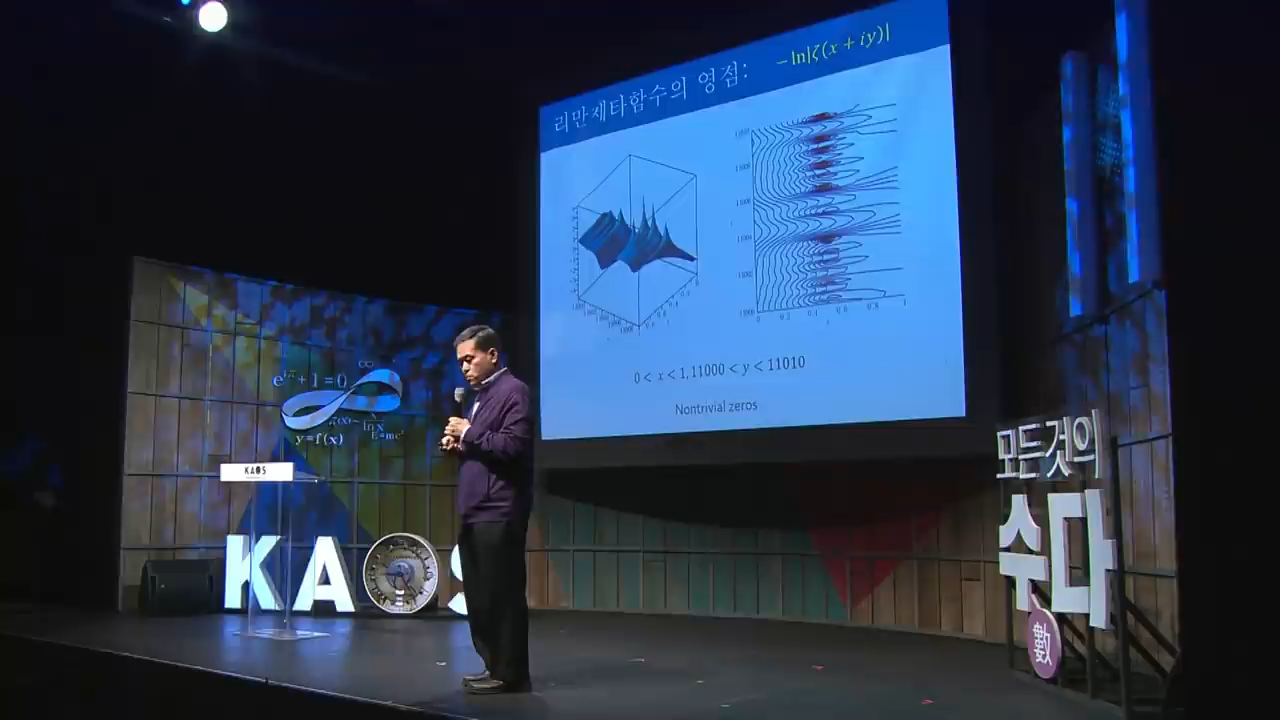 리만제타함수의 영점: -ln|ζ(x+iy)|
0 < x < 1, 11000 < y < 11010
Nontrivial zeros
e^{iπ}+1=0
∞
y=f(x)
E=mc²
KAOS
KAOS
모든것의
수다
數